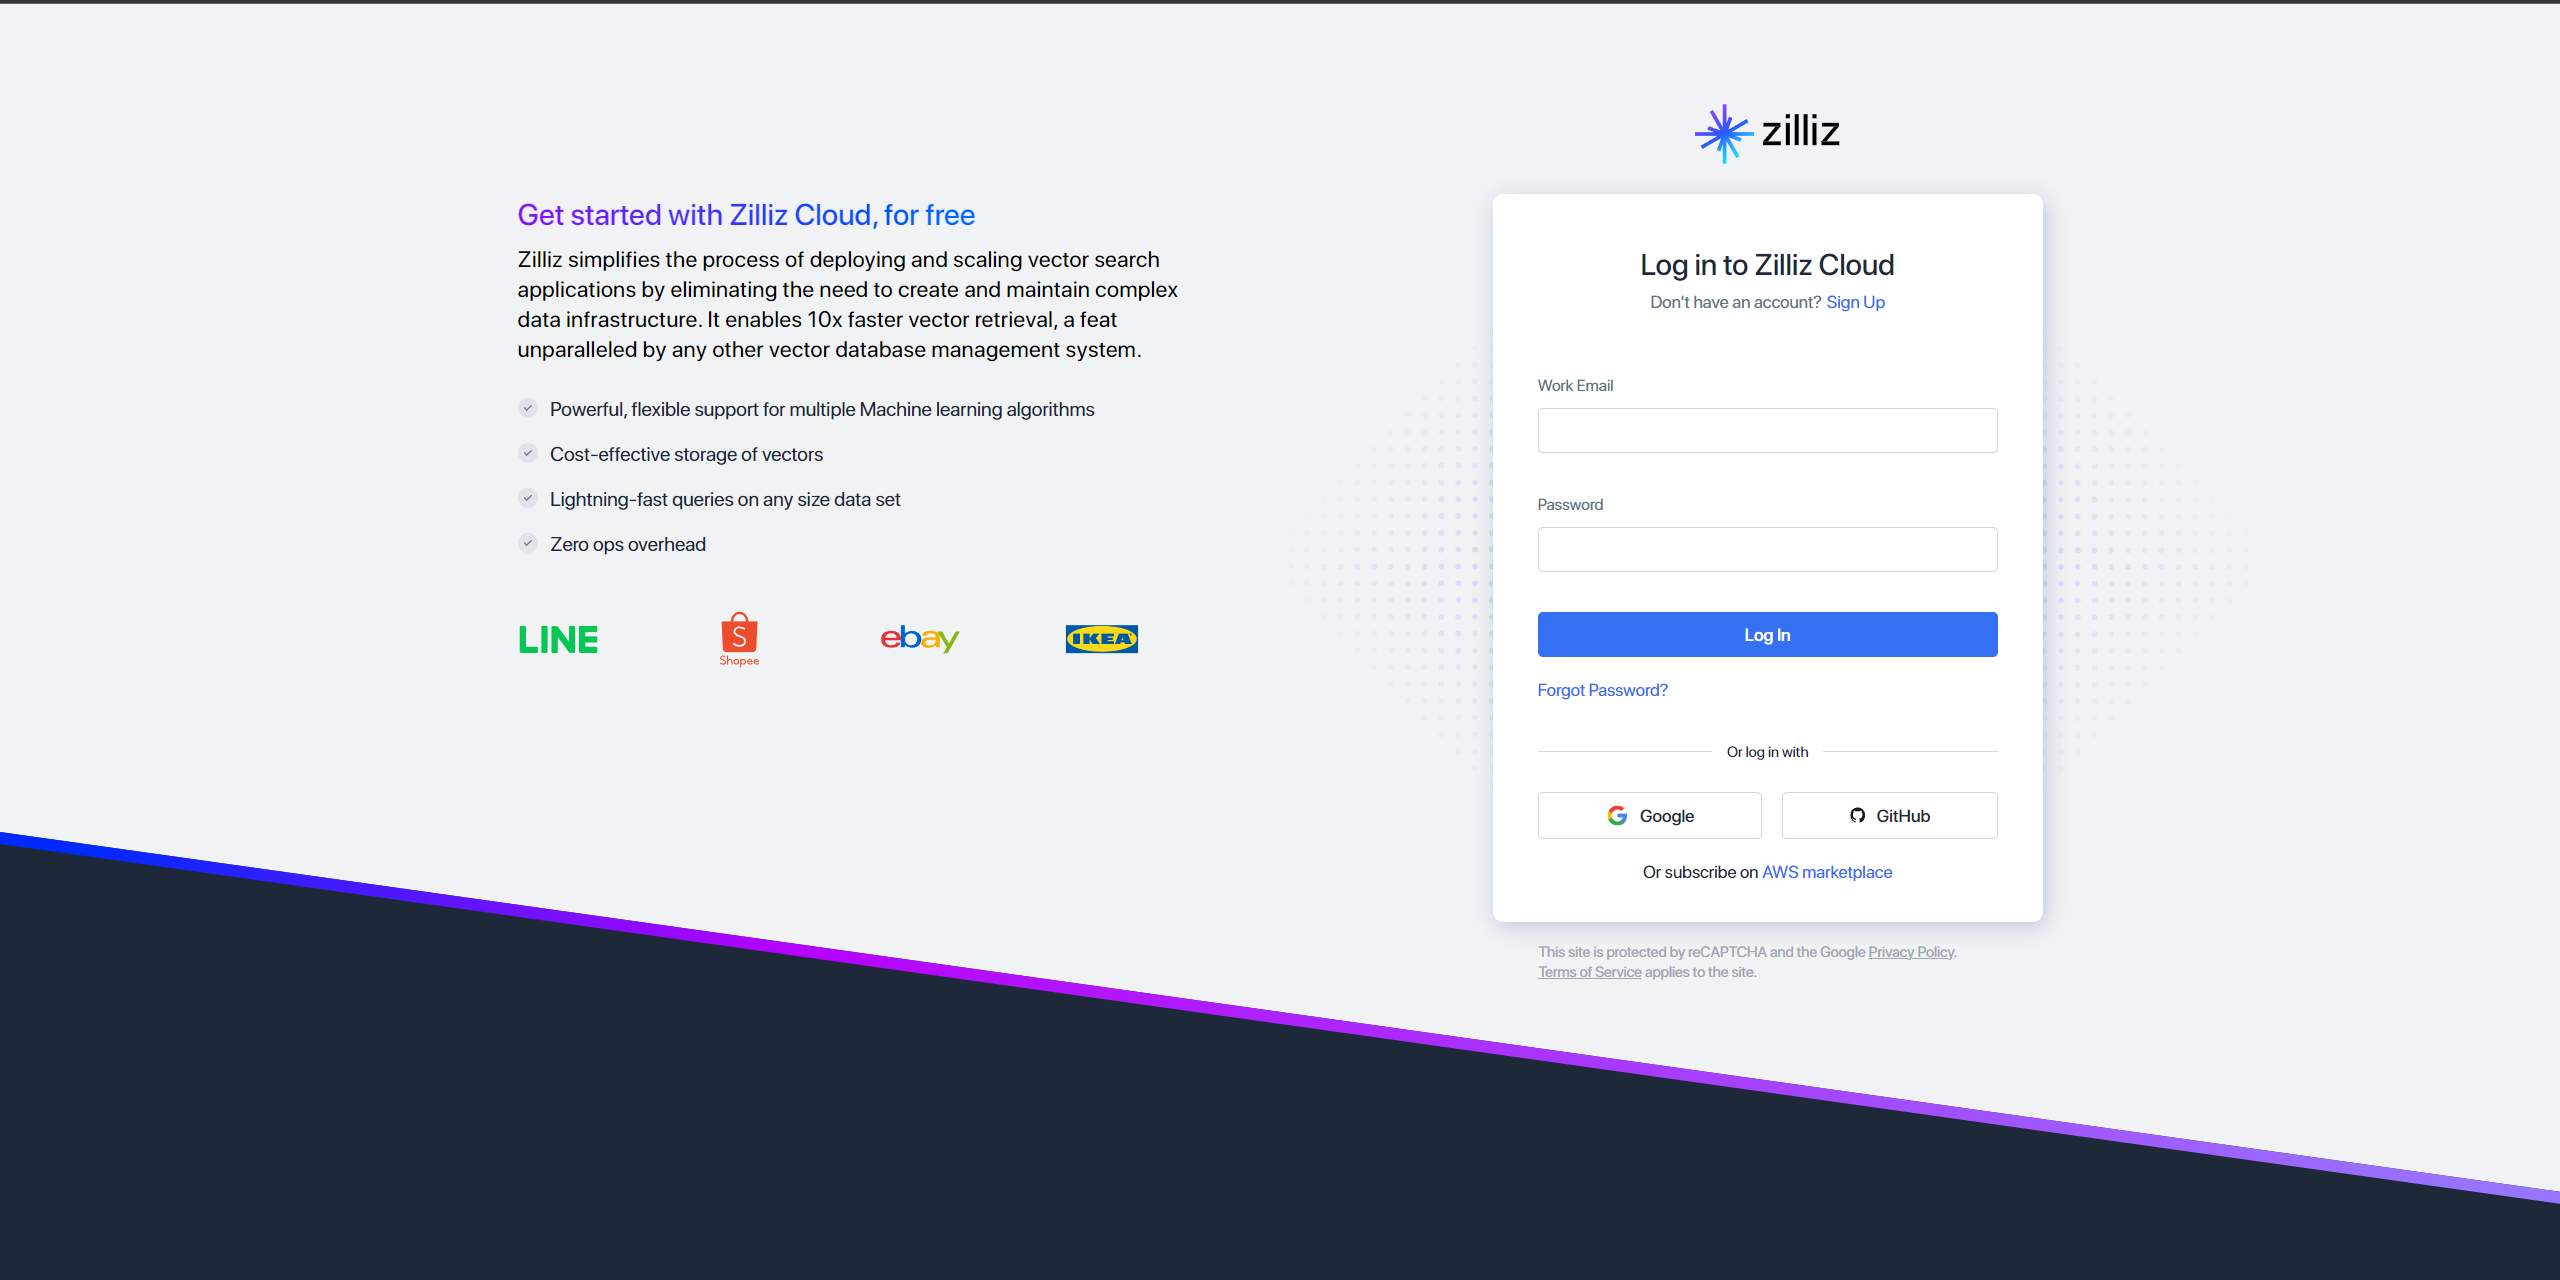 Get started with Zilliz Cloud, for free
Zilliz simplifies the process of deploying and scaling vector search
applications by eliminating the need to create and maintain complex
data infrastructure. It enables 10x faster vector retrieval, a feat
unparalleled by any other vector database management system.
Powerful, flexible support for multiple Machine learning algorithms
Cost-effective storage of vectors
Lightning-fast queries on any size data set
Zero ops overhead
LINE
S
Shopee
ebay
IKEA
zilliz
Log in to Zilliz Cloud
Don't have an account? Sign Up
Work Email
Password
Log In
Forgot Password?
Or log in with
Google
GitHub
Or subscribe on AWS marketplace
This site is protected by reCAPTCHA and the Google Privacy Policy.
Terms of Service applies to the site.